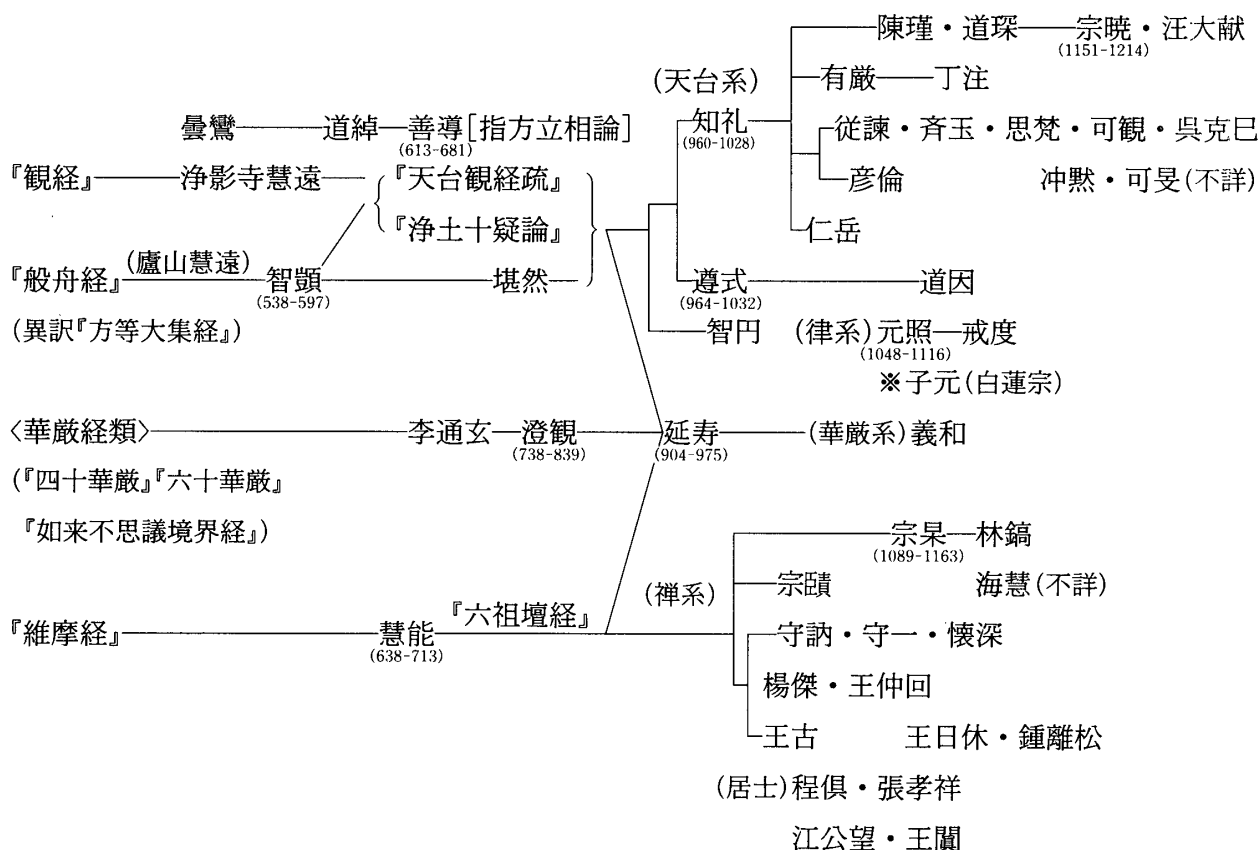 陳瓘・道琛 宗暁・汪大猷
(1151-1214)
(天台系) 有厳 丁注
曇鸞 道綽 善導[指方立相論] 知礼 従諫・斉玉・思梵・可観・呉克巳
(613-681) (960-1028)
『観経』 浄影寺慧遠 『天台観経疏』 彦倫 冲黙・可旻(不詳)
『浄土十疑論』 仁岳
『般舟経』 (廬山慧遠) 智顗 堪然 遵式 道因
(538-597) (964-1032)
(異訳『方等大集経』) 智円 (律系)元照 戒度
(1048-1116)
※子元(白蓮宗)
〈華厳経類〉 李通玄 澄観 延寿 (華厳系)義和
(738-839) (904-975)
(『四十華厳』『六十華厳』
『如来不思議境界経』) 宗杲 林鎬
(1089-1163)
(禅系) 宗賾 海慧(不詳)
『維摩経』 慧能 『六祖壇経』 守訥・守一・懐深
(638-713)
楊傑・王仲回
王古 王日休・鍾離松
(居士)程倶・張孝祥
江公望・王闐